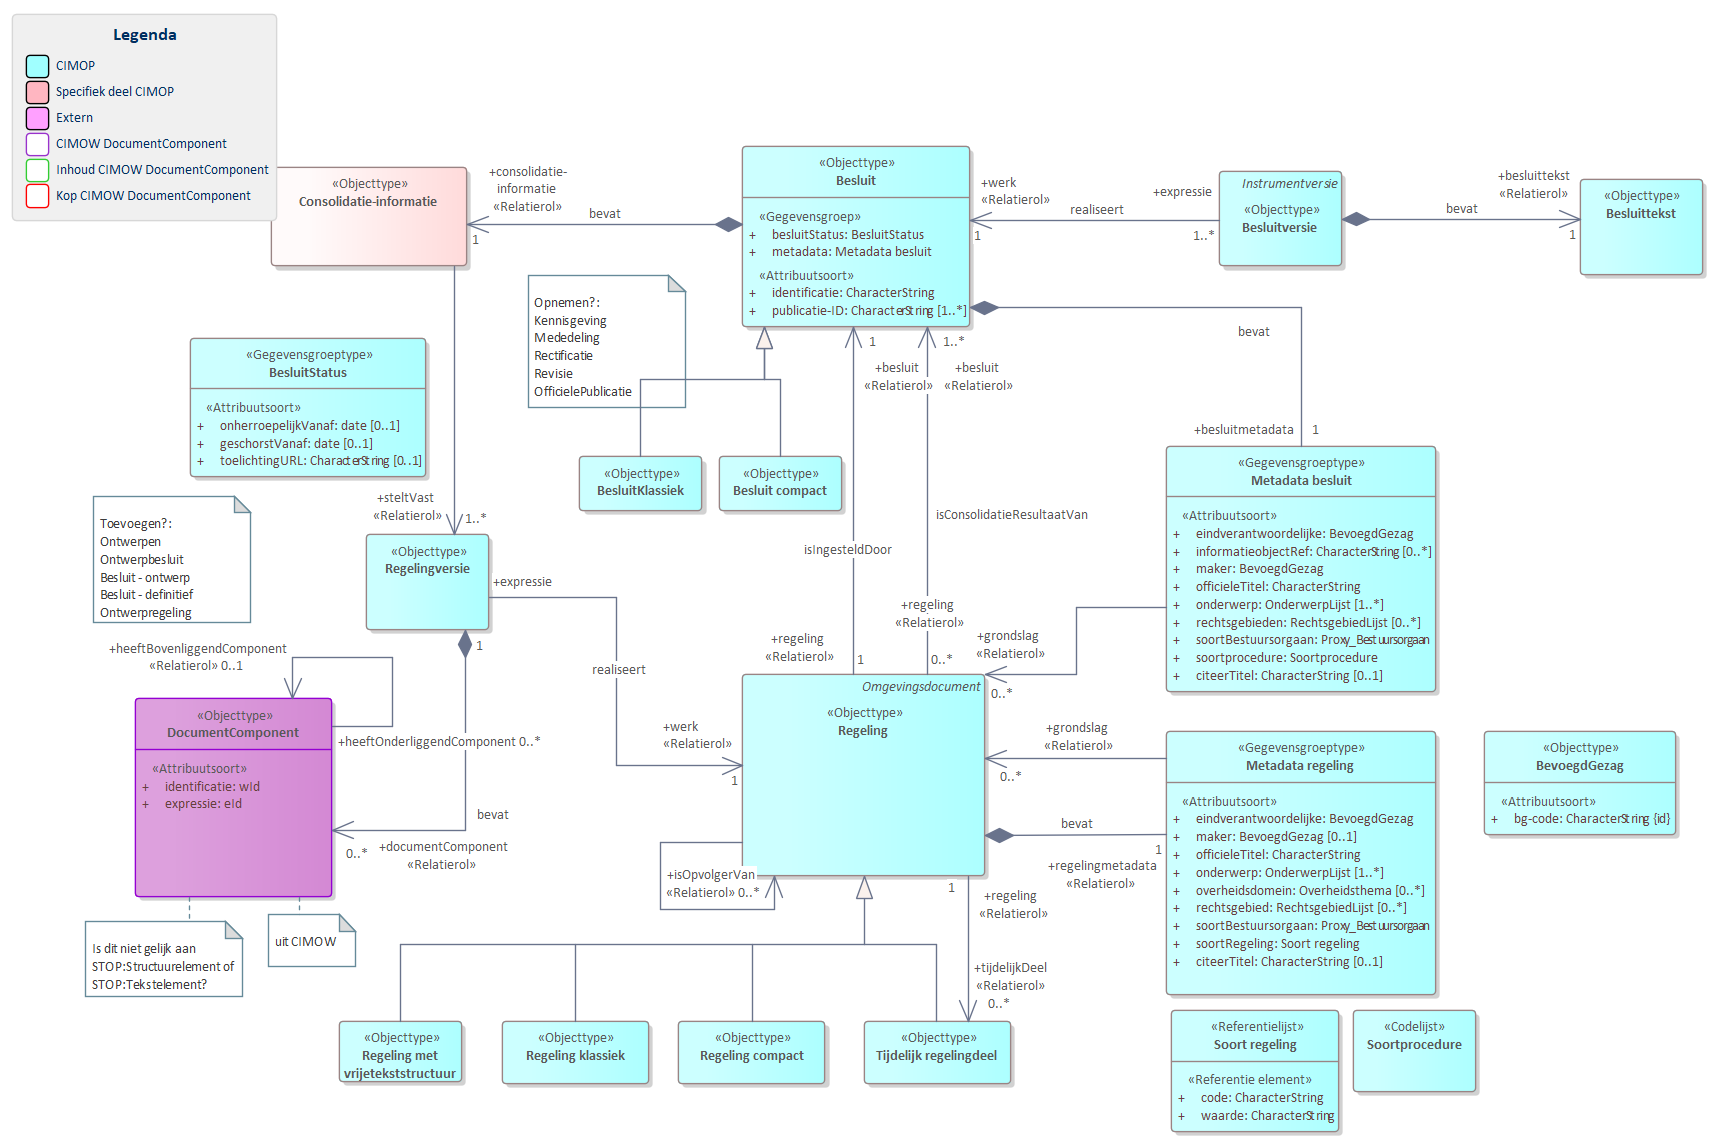 Legenda
CIMOP
Specifiek deel CIMOP
Extern
CIMOW DocumentComponent
Inhoud CIMOW DocumentComponent
Kop CIMOW DocumentComponent
«Objecttype»
Consolidatie-informatie
+consolidatie-
informatie
«Relatierol»
1
bevat
«Objecttype»
Besluit
«Gegevensgroep»
+ besluitStatus: BesluitStatus
+ metadata: Metadata besluit
«Attribuutsoort»
+ identificatie: CharacterString
+ publicatie-ID: CharacterString [1..*]
+werk
«Relatierol»
1
realiseert
+expressie
1..*
Instrumentversie
«Objecttype»
Besluitversie
bevat
+besluittekst
«Relatierol»
1
«Objecttype»
Besluittekst
Opnemen?:
Kennisgeving
Mededeling
Rectificatie
Revisie
OfficielePublicatie
bevat
+besluitmetadata 1
1
+besluit
«Relatierol»
1..*
+besluit
«Relatierol»
«Gegevensgroeptype»
BesluitStatus
«Attribuutsoort»
+ onherroepelijkVanaf: date [0..1]
+ geschorstVanaf: date [0..1]
+ toelichtingURL: CharacterString [0..1]
«Objecttype»
BesluitKlassiek
«Objecttype»
Besluit compact
«Gegevensgroeptype»
Metadata besluit
«Attribuutsoort»
+ eindverantwoordelijke: BevoegdGezag
+ informatieobjectRef: CharacterString [0..*]
+ maker: BevoegdGezag
+ officieleTitel: CharacterString
+ onderwerp: OnderwerpLijst [1..*]
+ rechtsgebieden: RechtsgebiedLijst [0..*]
+ soortBestuursorgaan: Proxy_Bestuursorgaan
+ soortprocedure: Soortprocedure
+ citeerTitel: CharacterString [0..1]
Toevoegen?:
Ontwerpen
Ontwerpbesluit
Besluit - ontwerp
Besluit - definitief
Ontwerpregeling
+steltVast
«Relatierol»
1..*
«Objecttype»
Regelingversie
+expressie
1
isConsolidatieResultaatVan
isIngesteldDoor
+regeling
«Relatierol»
0..*
+regeling
«Relatierol»
1
+grondslag
«Relatierol»
0..*
realiseert
+heeftBovenliggendComponent
«Relatierol» 0..1
«Objecttype»
DocumentComponent
«Attribuutsoort»
+ identificatie: wId
+ expressie: eId
+heeftOnderliggendComponent 0..*
bevat
+documentComponent
«Relatierol»
0..*
+werk
«Relatierol»
1
Omgevingsdocument
«Objecttype»
Regeling
+grondslag
«Relatierol»
0..*
bevat
1
+regelingmetadata
«Relatierol»
«Gegevensgroeptype»
Metadata regeling
«Attribuutsoort»
+ eindverantwoordelijke: BevoegdGezag
+ maker: BevoegdGezag [0..1]
+ officieleTitel: CharacterString
+ onderwerp: OnderwerpLijst [1..*]
+ overheidsdomein: Overheidsthema [0..*]
+ rechtsgebied: RechtsgebiedLijst [0..*]
+ soortBestuursorgaan: Proxy_Bestuursorgaan
+ soortRegeling: Soort regeling
+ citeerTitel: CharacterString [0..1]
«Objecttype»
BevoegdGezag
«Attribuutsoort»
+ bg-code: CharacterString {id}
+isOpvolgerVan
«Relatierol» 0..*
1
+regeling
«Relatierol»
+tijdelijkDeel
«Relatierol»
0..*
Is dit niet gelijk aan
STOP:Structuurelement of
STOP:Tekstelement?
uit CIMOW
«Objecttype»
Regeling met
vrijetekststructuur
«Objecttype»
Regeling klassiek
«Objecttype»
Regeling compact
«Objecttype»
Tijdelijk regelingdeel
«Referentielijst»
Soort regeling
«Referentie element»
+ code: CharacterString
+ waarde: CharacterString
«Codelijst»
Soortprocedure